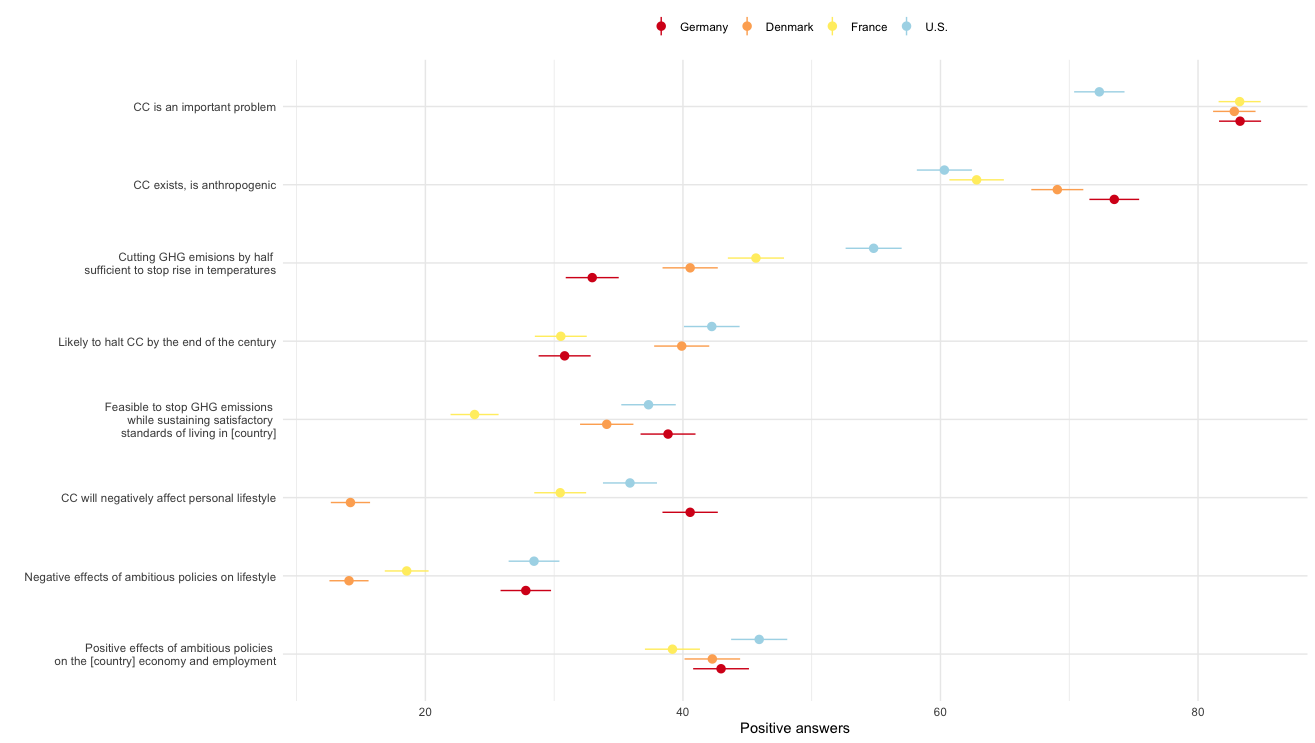 Germany Denmark France U.S.
CC is an important problem
CC exists, is anthropogenic
Cutting GHG emisions by half
sufficient to stop rise in temperatures
Likely to halt CC by the end of the century
Feasible to stop GHG emissions
while sustaining satisfactory
standards of living in [country]
CC will negatively affect personal lifestyle
Negative effects of ambitious policies on lifestyle
Positive effects of ambitious policies
on the [country] economy and employment
20 40 60 80
Positive answers